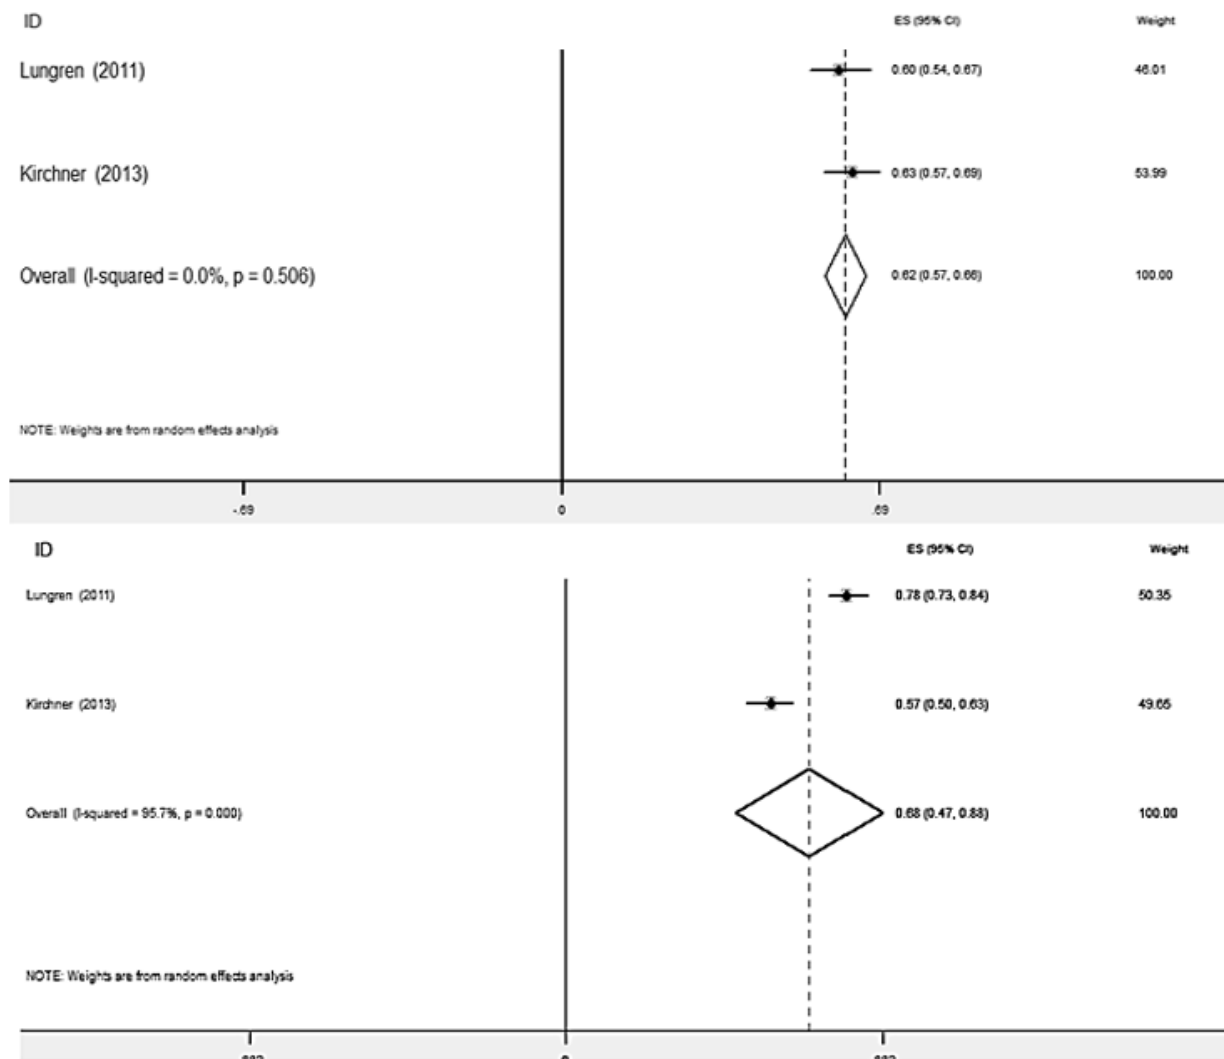 ID ES (95% CI) Weight
Lungren (2011) 0.60 (0.54, 0.67) 46.01
Kirchner (2013) 0.63 (0.57, 0.69) 53.99
Overall (I-squared = 0.0%, p = 0.506) 0.62 (0.57, 0.66) 100.00
NOTE: Weights are from random effects analysis
-.69 0 .69
ID ES (95% CI) Weight
Lungren (2011) 0.78 (0.73, 0.84) 50.35
Kirchner (2013) 0.57 (0.50, 0.63) 49.65
Overall (I-squared = 95.7%, p = 0.000) 0.68 (0.47, 0.88) 100.00
NOTE: Weights are from random effects analysis